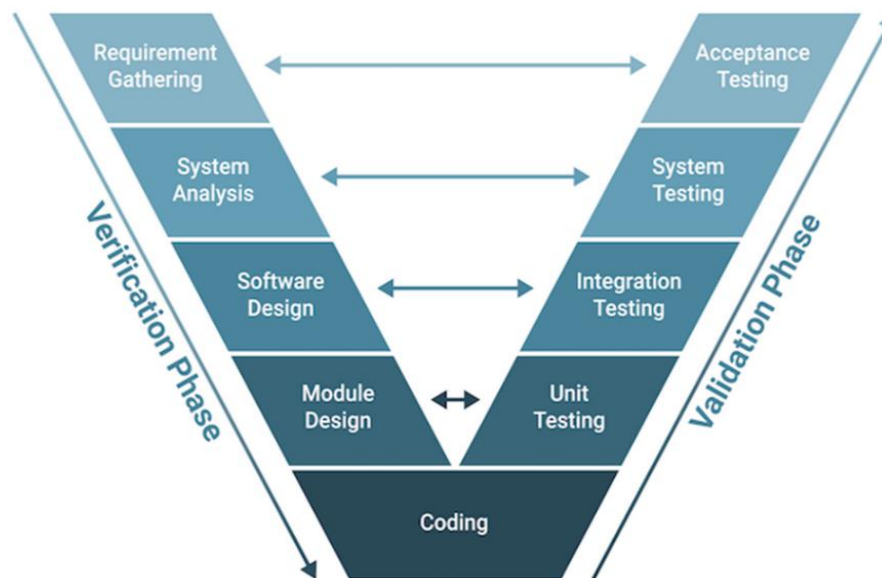 Requirement
Gathering
Acceptance
Testing
System
Analysis
System
Testing
Software
Design
Integration
Testing
Module
Design
Unit
Testing
Coding
Verification Phase
Validation Phase